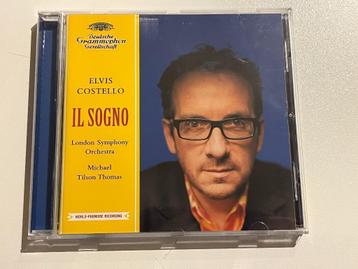 Deutsche
Grammophon
Gesellschaft
ELVIS
COSTELLO
IL SOGNO
London Symphony
Orchestra
Michael
Tilson Thomas
WORLD-PREMIERE RECORDING